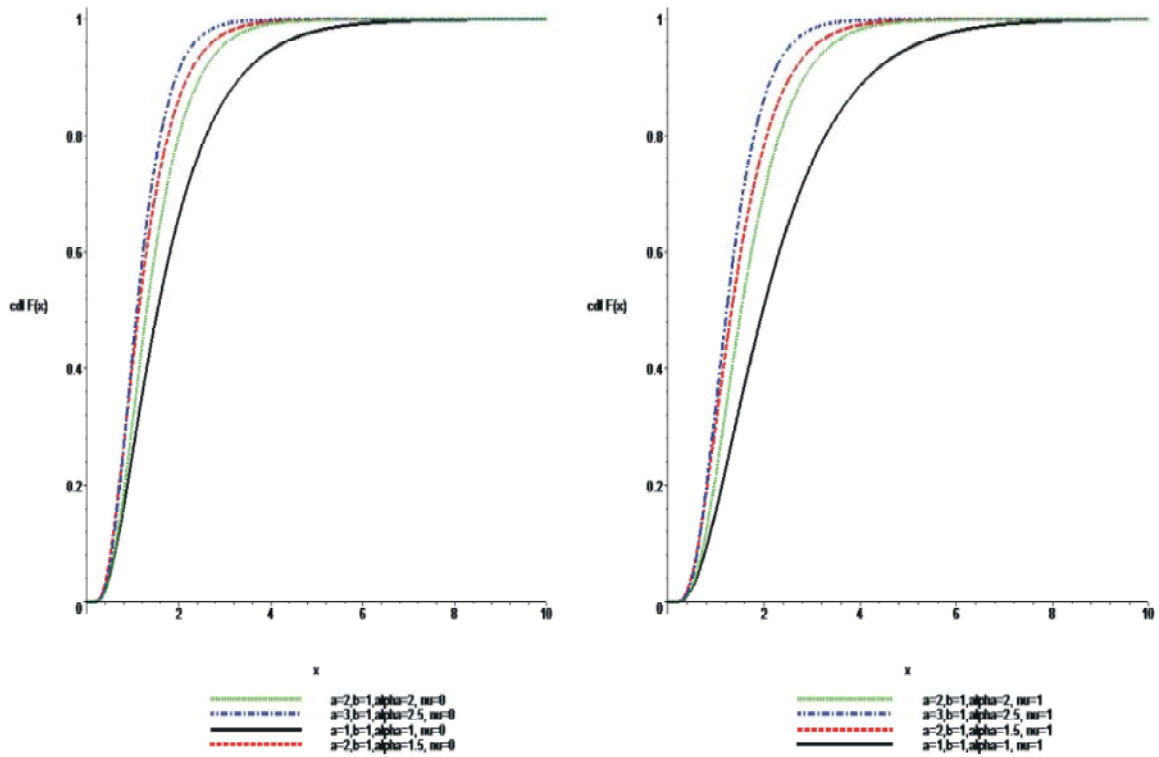 1
0.8
0.6
cdf F(x)
0.4
0.2
0
2
4
6
8
10
x
a=2,b=1,alpha=2, nu=0
a=3,b=1,alpha=2.5, nu=0
a=1,b=1,alpha=1, nu=0
a=2,b=1,alpha=1.5, nu=0
1
0.8
0.6
cdf F(x)
0.4
0.2
0
2
4
6
8
10
x
a=2,b=1,alpha=2, nu=1
a=3,b=1,alpha=2.5, nu=1
a=2,b=1,alpha=1.5, nu=1
a=1,b=1,alpha=1, nu=1